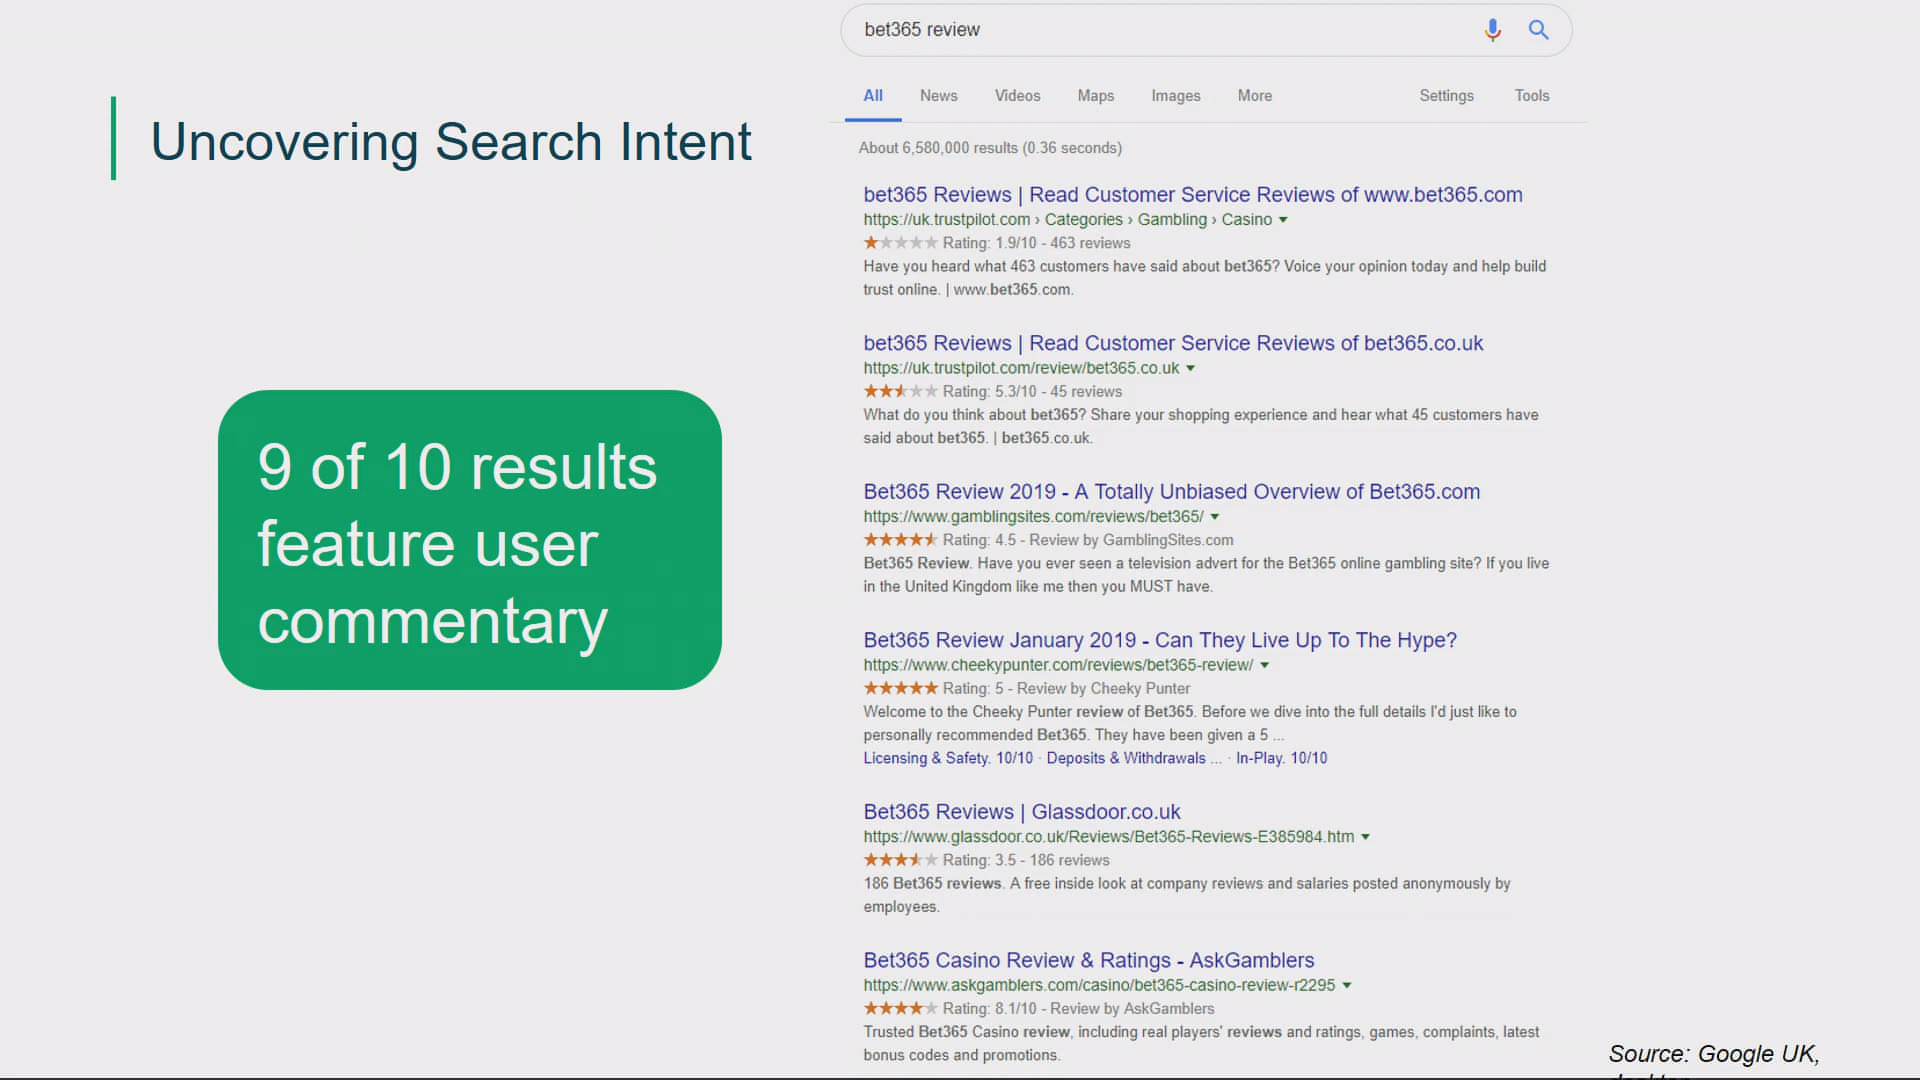 Uncovering Search Intent
9 of 10 results
feature user
commentary
bet365 review
All News Videos Maps Images More Settings Tools
About 6,580,000 results (0.36 seconds)
bet365 Reviews | Read Customer Service Reviews of www.bet365.com
https://uk.trustpilot.com › Categories › Gambling › Casino
Rating: 1.9/10 - 463 reviews
Have you heard what 463 customers have said about bet365? Voice your opinion today and help build
trust online. | www.bet365.com.
bet365 Reviews | Read Customer Service Reviews of bet365.co.uk
https://uk.trustpilot.com/review/bet365.co.uk
Rating: 5.3/10 - 45 reviews
What do you think about bet365? Share your shopping experience and hear what 45 customers have
said about bet365. | bet365.co.uk.
Bet365 Review 2019 - A Totally Unbiased Overview of Bet365.com
https://www.gamblingsites.com/reviews/bet365/
Rating: 4.5 - Review by GamblingSites.com
Bet365 Review. Have you ever seen a television advert for the Bet365 online gambling site? If you live
in the United Kingdom like me then you MUST have.
Bet365 Review January 2019 - Can They Live Up To The Hype?
https://www.cheekypunter.com/reviews/bet365-review/
Rating: 5 - Review by Cheeky Punter
Welcome to the Cheeky Punter review of Bet365. Before we dive into the full details I'd just like to
personally recommended Bet365. They have been given a 5 ...
Licensing & Safety. 10/10 · Deposits & Withdrawals ... · In-Play. 10/10
Bet365 Reviews | Glassdoor.co.uk
https://www.glassdoor.co.uk/Reviews/Bet365-Reviews-E385984.htm
Rating: 3.5 - 186 reviews
186 Bet365 reviews. A free inside look at company reviews and salaries posted anonymously by
employees.
Bet365 Casino Review & Ratings - AskGamblers
https://www.askgamblers.com/casino/bet365-casino-review-r2295
Rating: 8.1/10 - Review by AskGamblers
Trusted Bet365 Casino review, including real players' reviews and ratings, games, complaints, latest
bonus codes and promotions.
Source: Google UK,